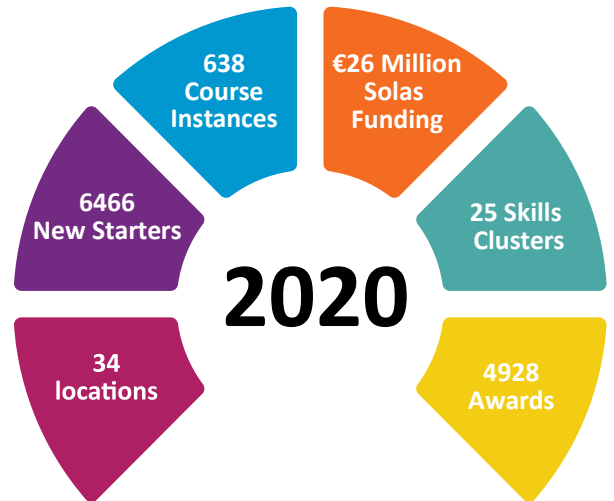 638
Course
Instances
€26 Million
Solas
Funding
6466
New Starters
25 Skills
Clusters
2020
34
locations
4928
Awards